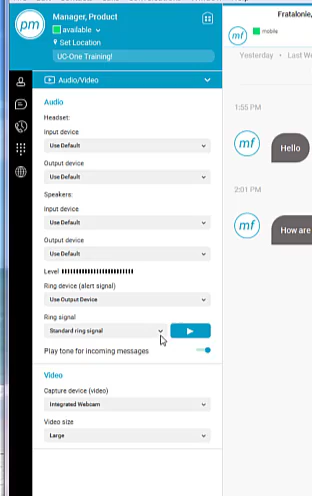 pm
Manager, Product
available
Set Location
UC-One Training!
Audio/Video
Audio
Headset:
Input device
Use Default
Output device
Use Default
Speakers:
Input device
Use Default
Output device
Use Default
Level
Ring device (alert signal)
Use Output Device
Ring signal
Standard ring signal
Play tone for incoming messages
Video
Capture device (video)
Integrated Webcam
Video size
Large
Fratalonie,
mf
mobile
Yesterday • Last We
1:55 PM
mf
Hello
2:01 PM
mf
How are